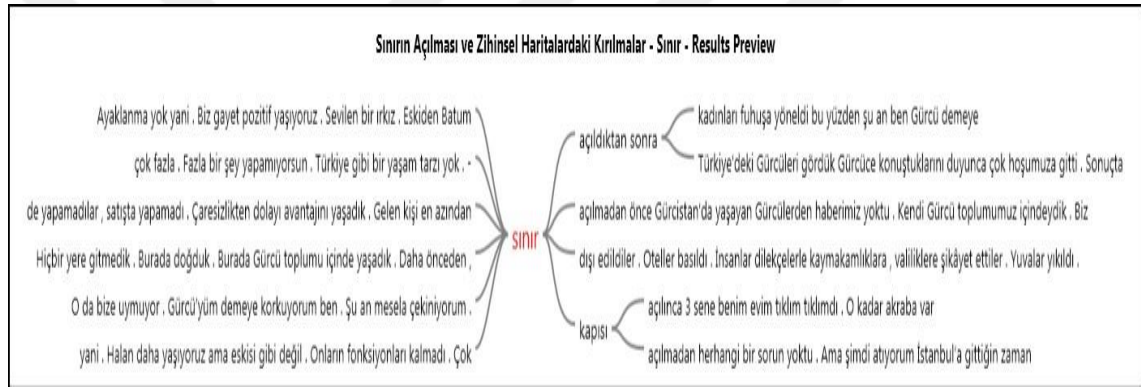 Sınırın Açılması ve Zihinsel Haritalardaki Kırılmalar - Sınır - Results Preview
Ayaklanma yok yani . Biz gayet pozitif yaşıyoruz . Sevilen bir ırkız . Eskiden Batum
çok fazla . Fazla bir şey yapamıyorsun . Türkiye gibi bir yaşam tarzı yok . -
de yapamadılar , satışta yapamadı . Çaresizlikten dolayı avantajını yaşadık . Gelen kişi en azından
Hiçbir yere gitmedik . Burada doğduk . Burada Gürcü toplumu içinde yaşadık . Daha önceden ,
O da bize uymuyor . Gürcü'yüm demeye korkuyorum ben . Şu an mesela çekiniyorum .
yani . Halan daha yaşıyoruz ama eskisi gibi değil . Onların fonksiyonları kalmadı . Çok
sınır
açıldıktan sonra
kadınları fuhuşa yöneldi bu yüzden şu an ben Gürcü demeye
Türkiye'deki Gürcüleri gördük Gürcüce konuştuklarını duyunca çok hoşumuza gitti . Sonuçta
açılmadan önce Gürcistan'da yaşayan Gürcülerden haberimiz yoktu . Kendi Gürcü toplumumuz içindeydik . Biz
dışı edildiler . Oteller basıldı . İnsanlar dilekçelerle kaymakamlıklara , valiliklere şikâyet ettiler . Yuvalar yıkıldı .
kapısı
açılınca 3 sene benim evim tıklım tıklımdı . O kadar akraba var
açılmadan herhangi bir sorun yoktu . Ama şimdi atıyorum İstanbul'a gittiğin zaman